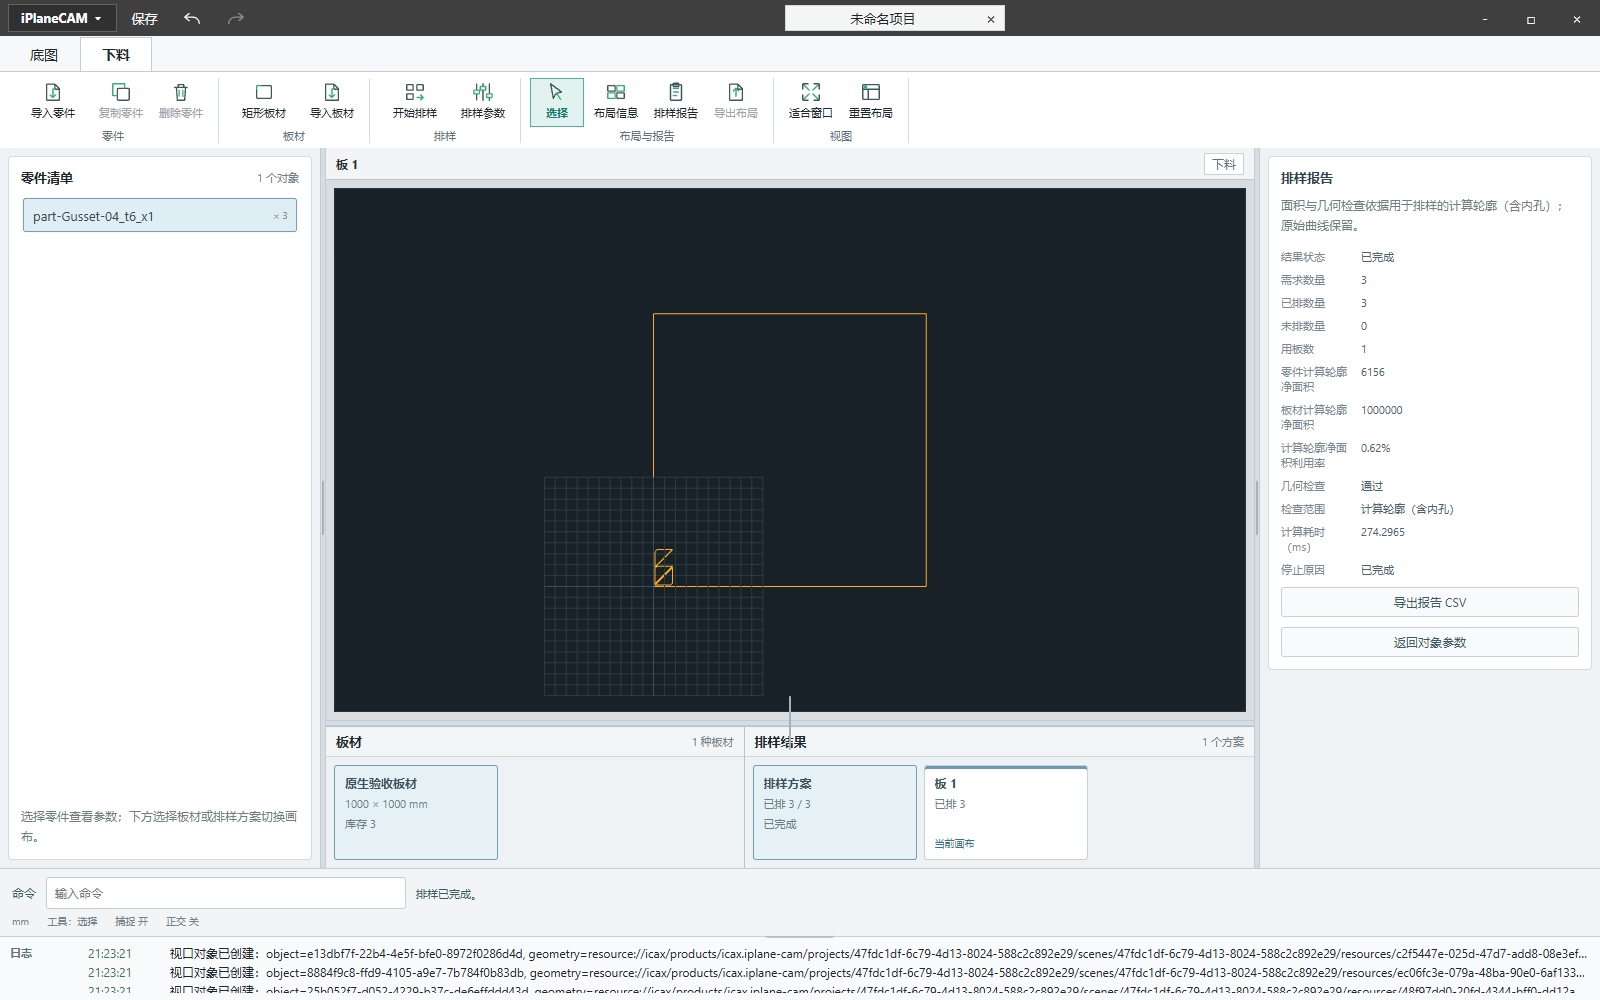 iPlaneCAM
保存
未命名项目
底图
下料
导入零件
复制零件
删除零件
零件
矩形板材
导入板材
板材
开始排样
排样参数
排样
选择
布局信息
排样报告
导出布局
布局与报告
适合窗口
重置布局
视图
零件清单
1 个对象
part-Gusset-04_t6_x1
× 3
选择零件查看参数；下方选择板材或排样方案切换画
布。
板 1
下料
板材
1 种板材
原生验收板材
1000 × 1000 mm
库存 3
排样结果
1 个方案
排样方案
已排 3 / 3
已完成
板 1
已排 3
当前画布
排样报告
面积与几何检查依据用于排样的计算轮廓（含内孔）；
原始曲线保留。
结果状态 已完成
需求数量 3
已排数量 3
未排数量 0
用板数 1
零件计算轮廓 6156
净面积
板材计算轮廓 1000000
净面积
计算轮廓净面 0.62%
积利用率
几何检查 通过
检查范围 计算轮廓（含内孔）
计算耗时 274.2965
（ms）
停止原因 已完成
导出报告 CSV
返回对象参数
命令
输入命令
排样已完成。
mm
工具：选择
捕捉 开
正交 关
日志
21:23:21 视口对象已创建：object=e13dbf7f-22b4-4e5f-bfe0-8972f0286d4d, geometry=resource://icax/products/icax.iplane-cam/projects/47fdc1df-6c79-4d13-8024-588c2c892e29/scenes/47fdc1df-6c79-4d13-8024-588c2c892e29/resources/c2f5447e-025d-47d7-add8-08e3ef...
21:23:21 视口对象已创建：object=8884f9c8-ffd9-4105-a9e7-7b784f0b83db, geometry=resource://icax/products/icax.iplane-cam/projects/47fdc1df-6c79-4d13-8024-588c2c892e29/scenes/47fdc1df-6c79-4d13-8024-588c2c892e29/resources/ec06fc3e-079a-48ba-90e0-6af133...
21:23:21